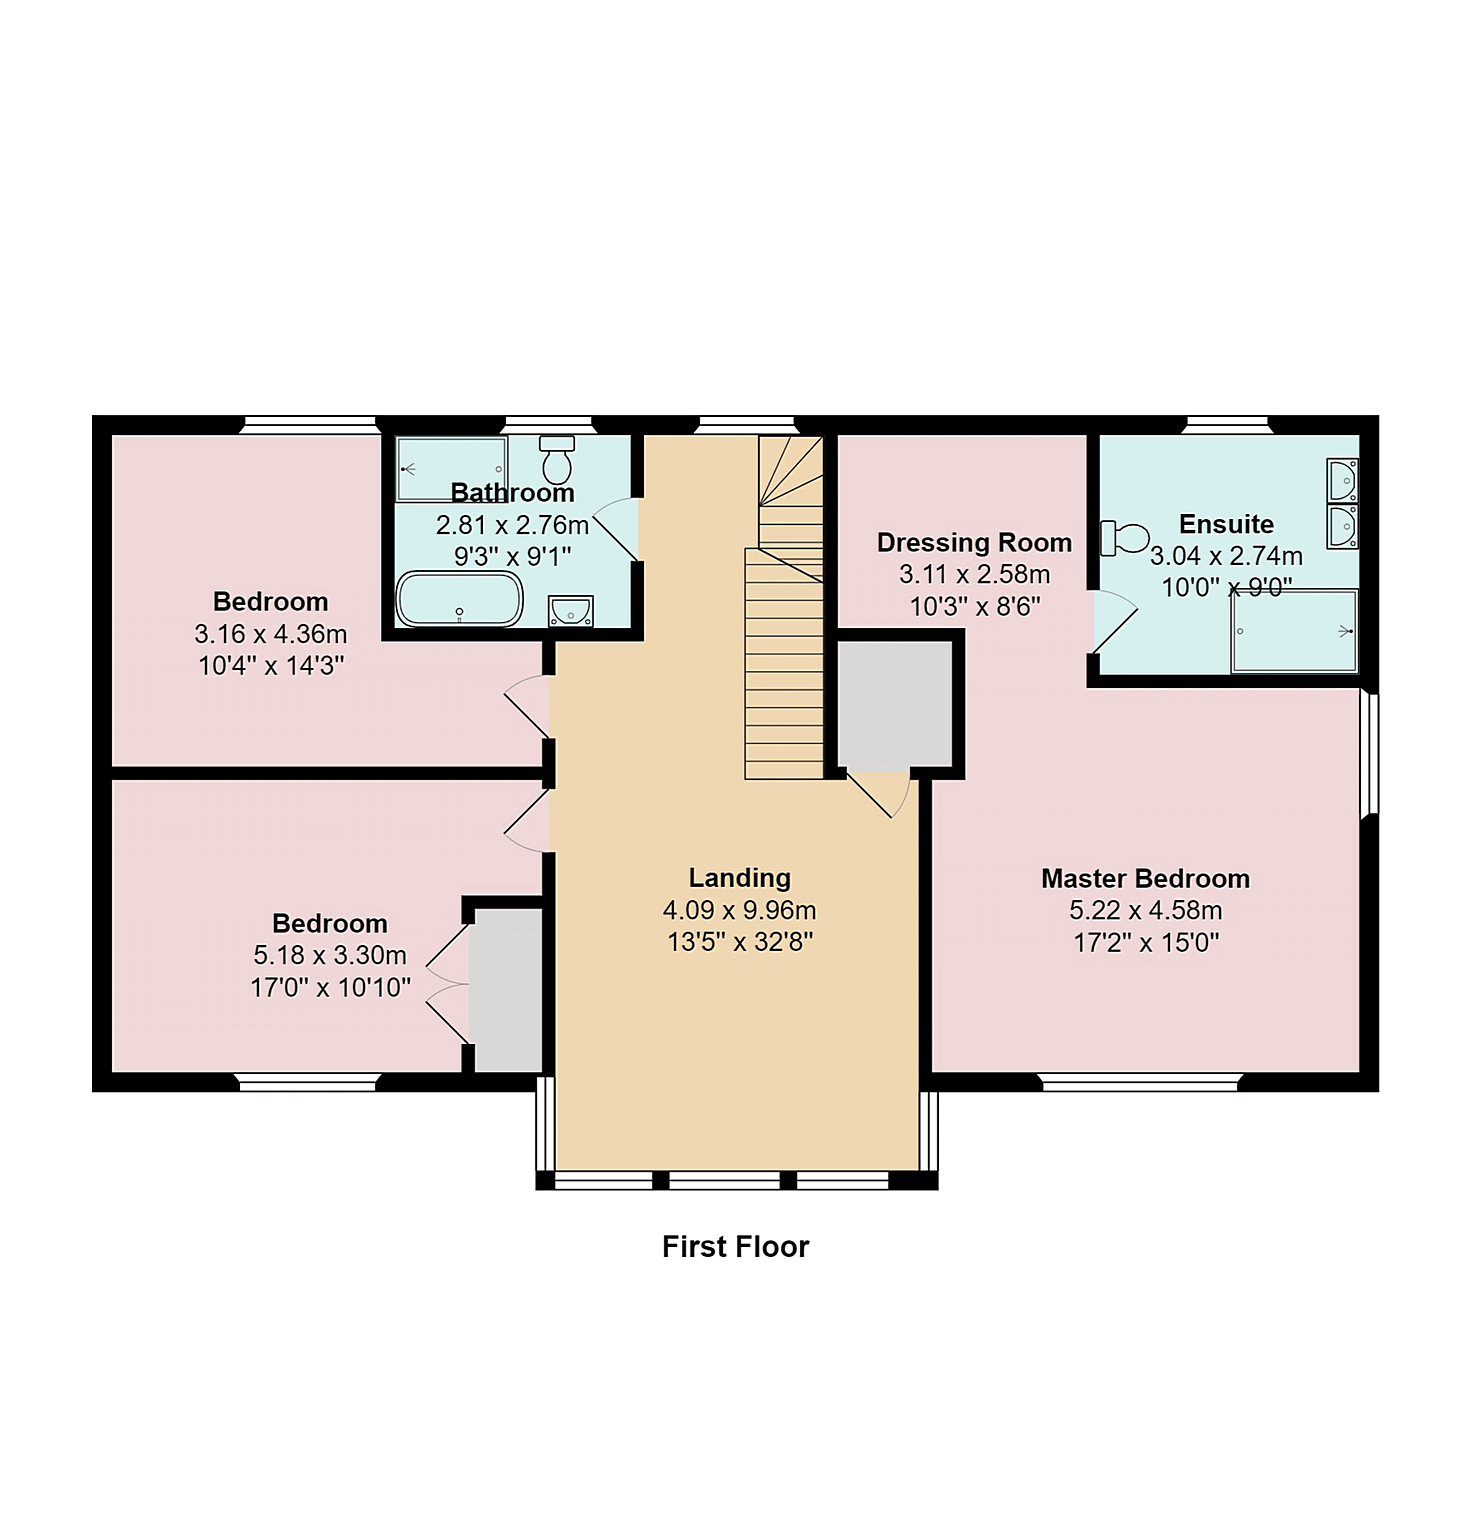 Bathroom
2.81 x 2.76m
9'3" x 9'1"
Ensuite
3.04 x 2.74m
10'0" x 9'0"
Dressing Room
3.11 x 2.58m
10'3" x 8'6"
Bedroom
3.16 x 4.36m
10'4" x 14'3"
Landing
4.09 x 9.96m
13'5" x 32'8"
Master Bedroom
5.22 x 4.58m
17'2" x 15'0"
Bedroom
5.18 x 3.30m
17'0" x 10'10"
First Floor